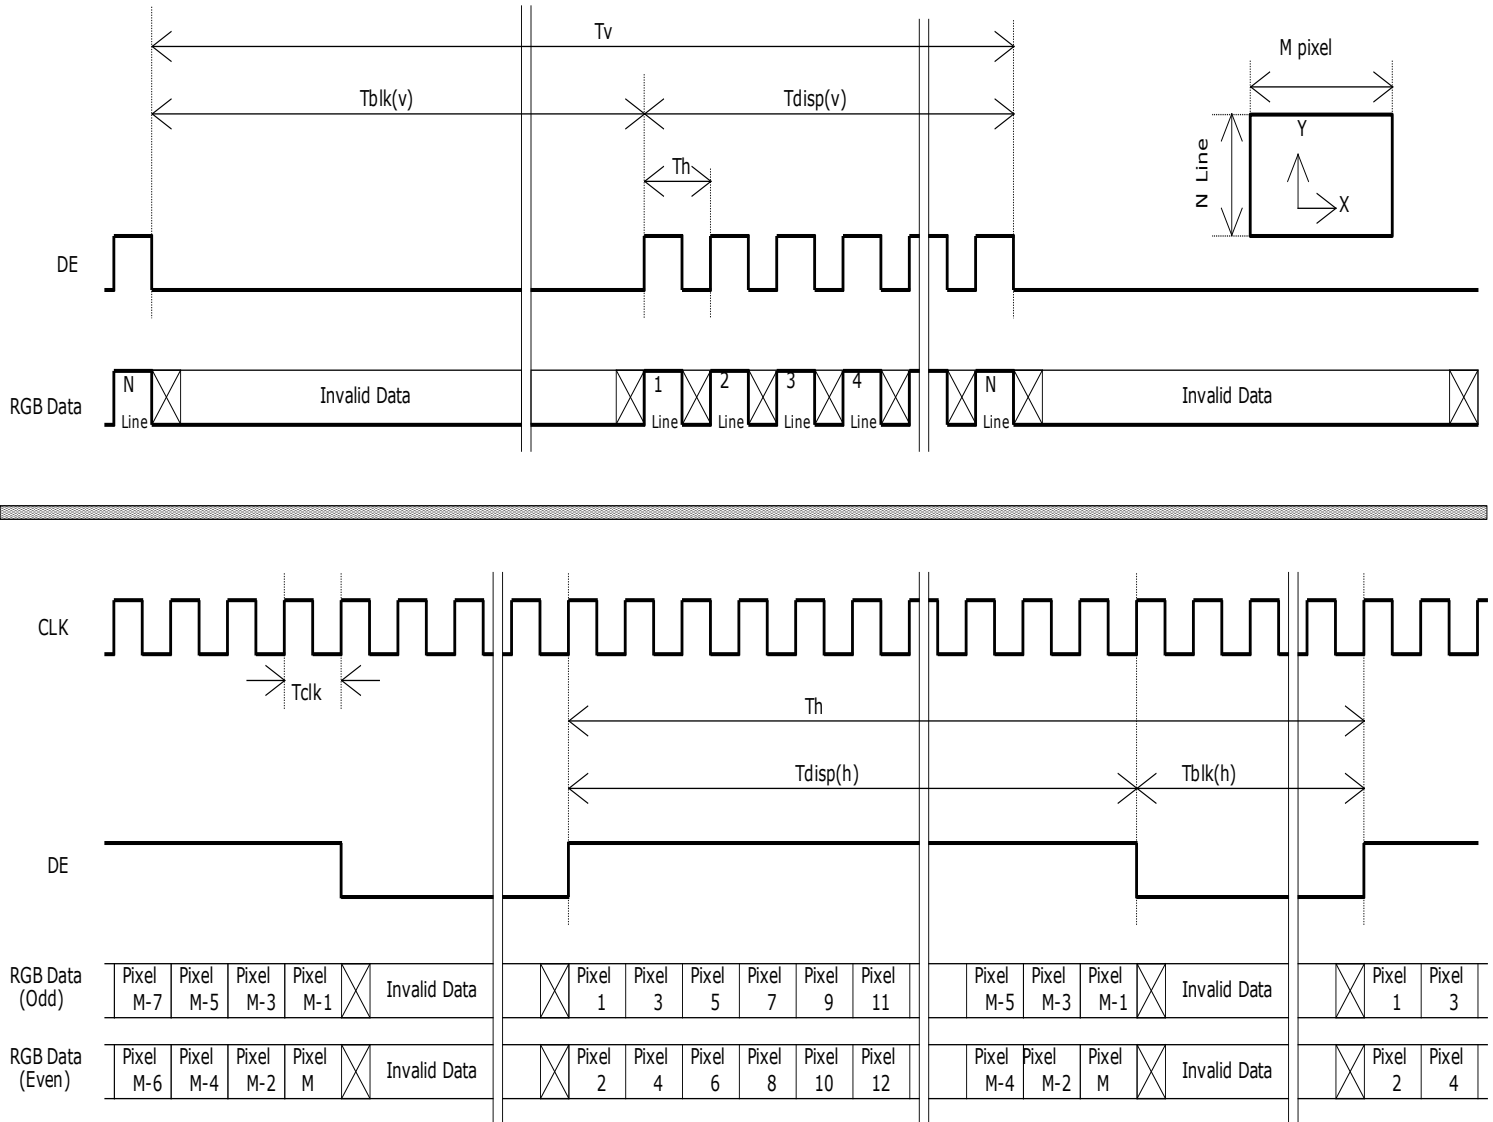 Tv
M pixel
Tblk(v) Tdisp(v)
Th
N Line
Y
X
DE
RGB Data
N Line Invalid Data 1 Line 2 Line 3 Line 4 Line N Line Invalid Data
CLK
Tclk
Th
Tdisp(h) Tblk(h)
DE
RGB Data (Odd)
Pixel M-7 Pixel M-5 Pixel M-3 Pixel M-1 Invalid Data Pixel 1 Pixel 3 Pixel 5 Pixel 7 Pixel 9 Pixel 11 Pixel M-5 Pixel M-3 Pixel M-1 Invalid Data Pixel 1 Pixel 3
RGB Data (Even)
Pixel M-6 Pixel M-4 Pixel M-2 Pixel M Invalid Data Pixel 2 Pixel 4 Pixel 6 Pixel 8 Pixel 10 Pixel 12 Pixel M-4 Pixel M-2 Pixel M Invalid Data Pixel 2 Pixel 4